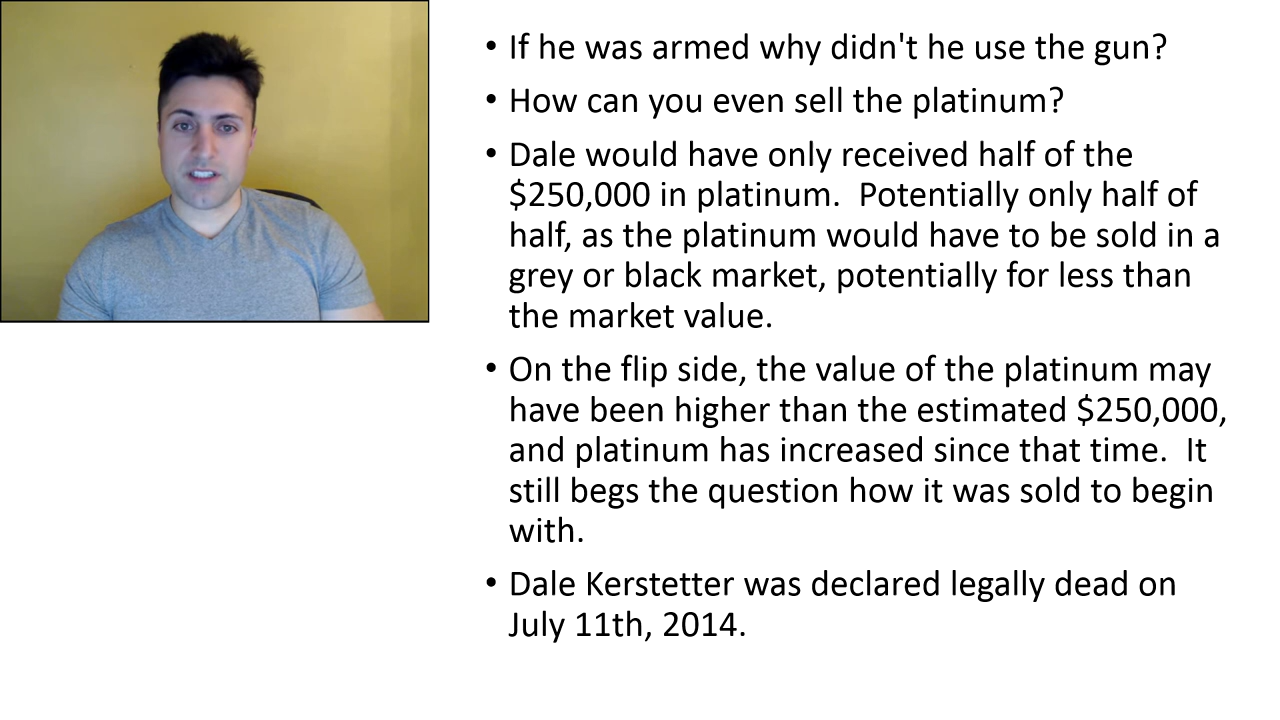 • If he was armed why didn't he use the gun?
• How can you even sell the platinum?
• Dale would have only received half of the
$250,000 in platinum.  Potentially only half of
half, as the platinum would have to be sold in a
grey or black market, potentially for less than
the market value.
• On the flip side, the value of the platinum may
have been higher than the estimated $250,000,
and platinum has increased since that time.  It
still begs the question how it was sold to begin
with.
• Dale Kerstetter was declared legally dead on
July 11th, 2014.